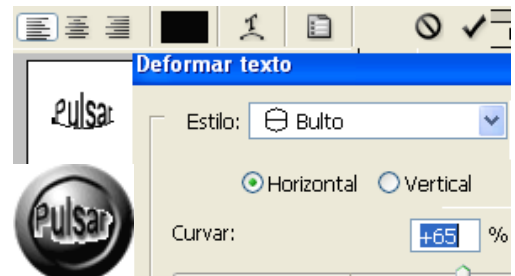 Deformar texto
Pulsar
Estilo: Bulto
Horizontal Vertical
Pulsar
Curvar: +65 %